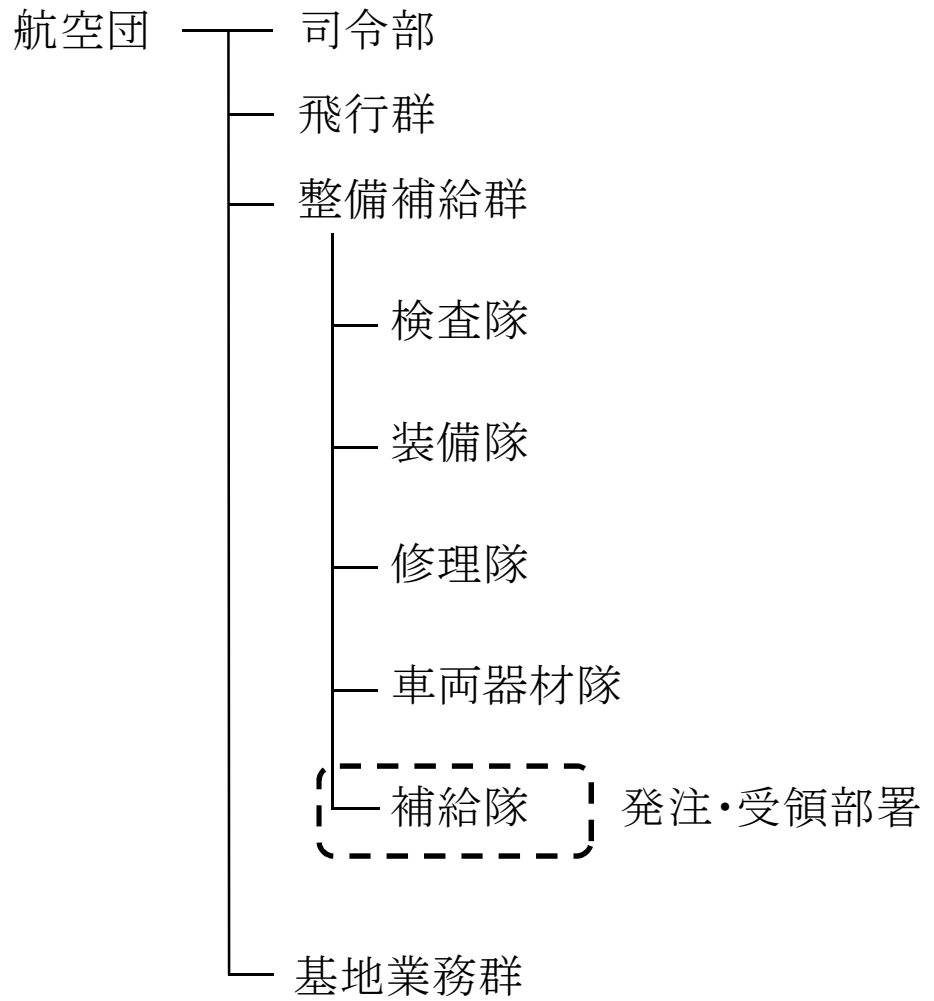 航空団
司令部
飛行群
整備補給群
検査隊
装備隊
修理隊
車両器材隊
補給隊 発注・受領部署
基地業務群